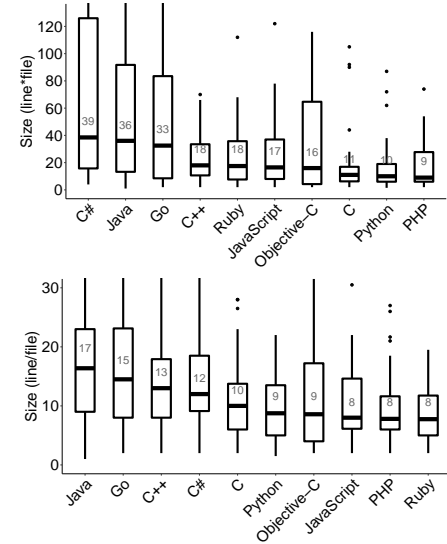 Size (line*file)
120
100
80
60
40
20
0
39
36
33
18
18
17
16
11
10
9
C#
Java
Go
C++
Ruby
JavaScript
Objective−C
C
Python
PHP
Size (line/file)
30
20
10
0
17
15
13
12
10
9
9
8
8
8
Java
Go
C++
C#
C
Python
Objective−C
JavaScript
PHP
Ruby